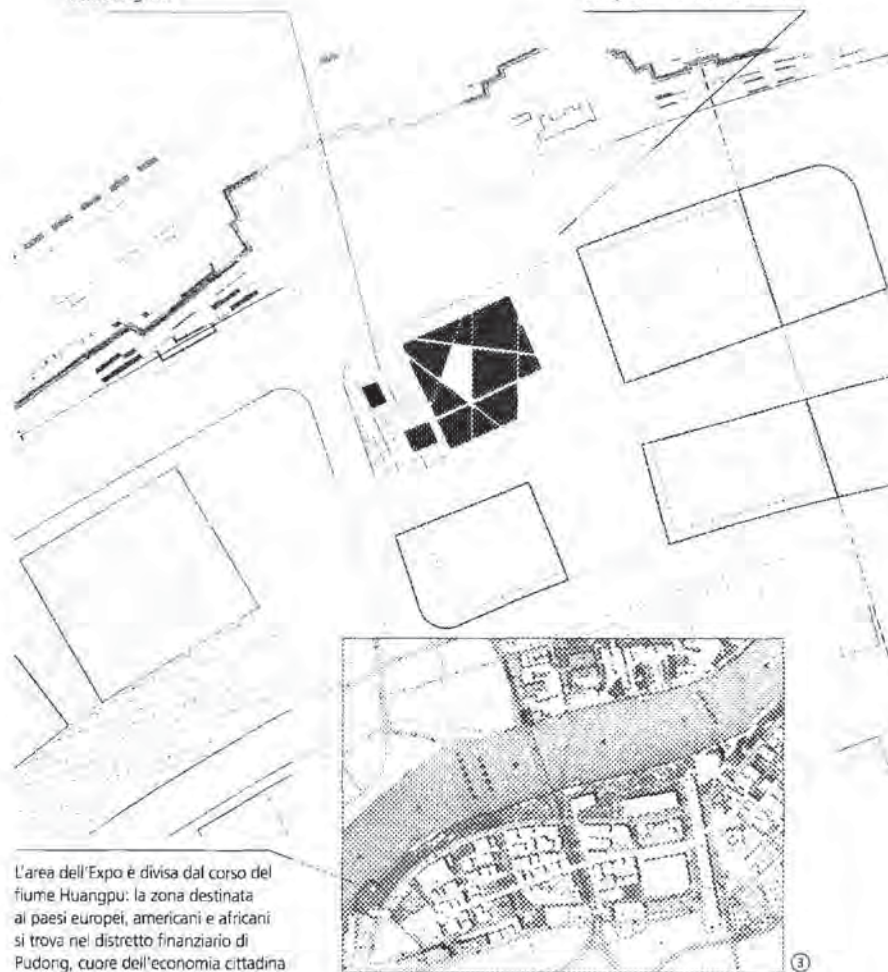 L'area dell'Expo è divisa dal corso del
fiume Huangpu: la zona destinata
ai paesi europei, americani e africani
si trova nel distretto finanziario di
Pudong, cuore dell'economia cittadina
3